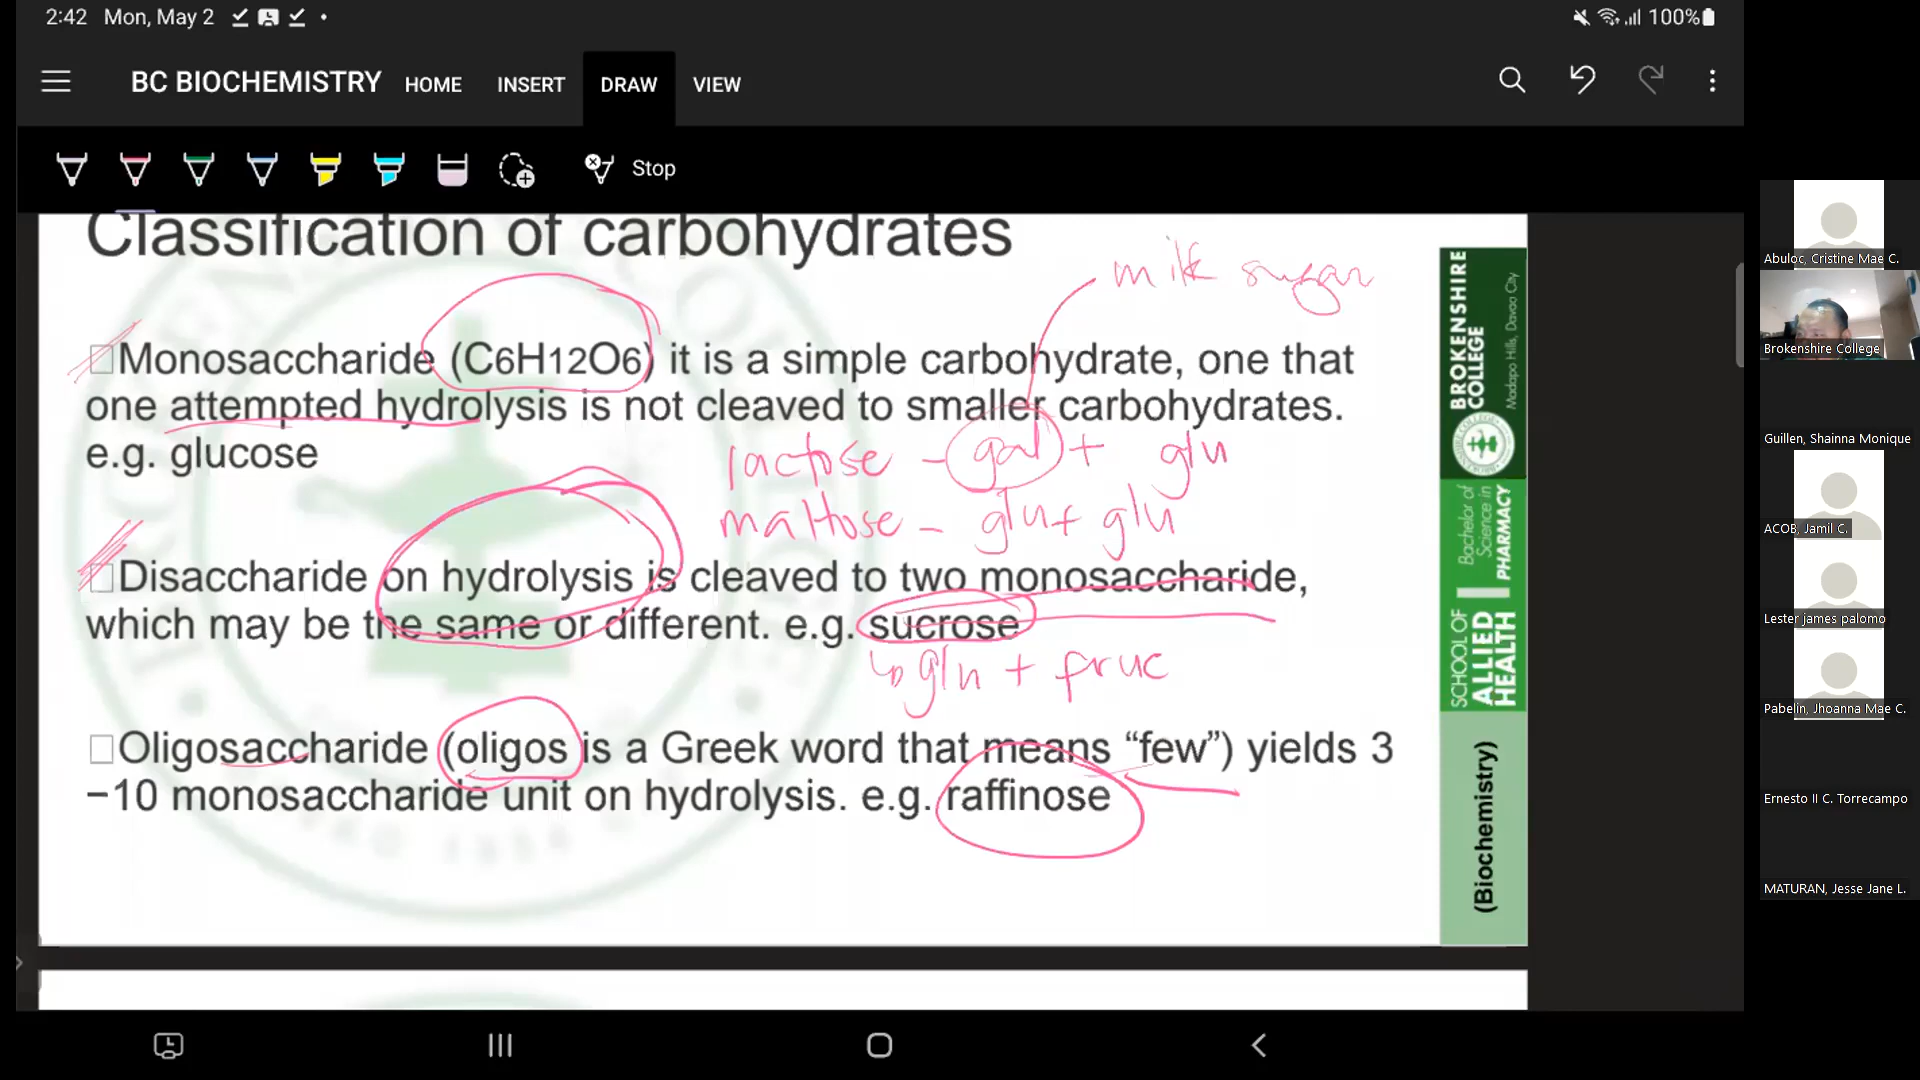 2:42 Mon, May 2
100%
BC BIOCHEMISTRY HOME INSERT DRAW VIEW
Stop
Classification of carbohydrates
milk sugar
Monosaccharide (C6H12O6) it is a simple carbohydrate, one that
one attempted hydrolysis is not cleaved to smaller carbohydrates.
e.g. glucose
lactose - gal + glu
maltose - glu + glu
Disaccharide on hydrolysis is cleaved to two monosaccharide,
which may be the same or different. e.g. sucrose
glu + fruc
Oligosaccharide (oligos is a Greek word that means “few”) yields 3
−10 monosaccharide unit on hydrolysis. e.g. raffinose
BROKENSHIRE
COLLEGE
Madapo Hills, Davao City
SCHOOL OF
ALLIED
HEALTH
Bachelor of
Science in
PHARMACY
(Biochemistry)
Abuloc, Cristine Mae C.
Brokenshire College
Guillen, Shainna Monique
ACOB, Jamil C.
Lester james palomo
Pabelin, Jhoanna Mae C.
Ernesto II C. Torrecampo
MATURAN, Jesse Jane L.